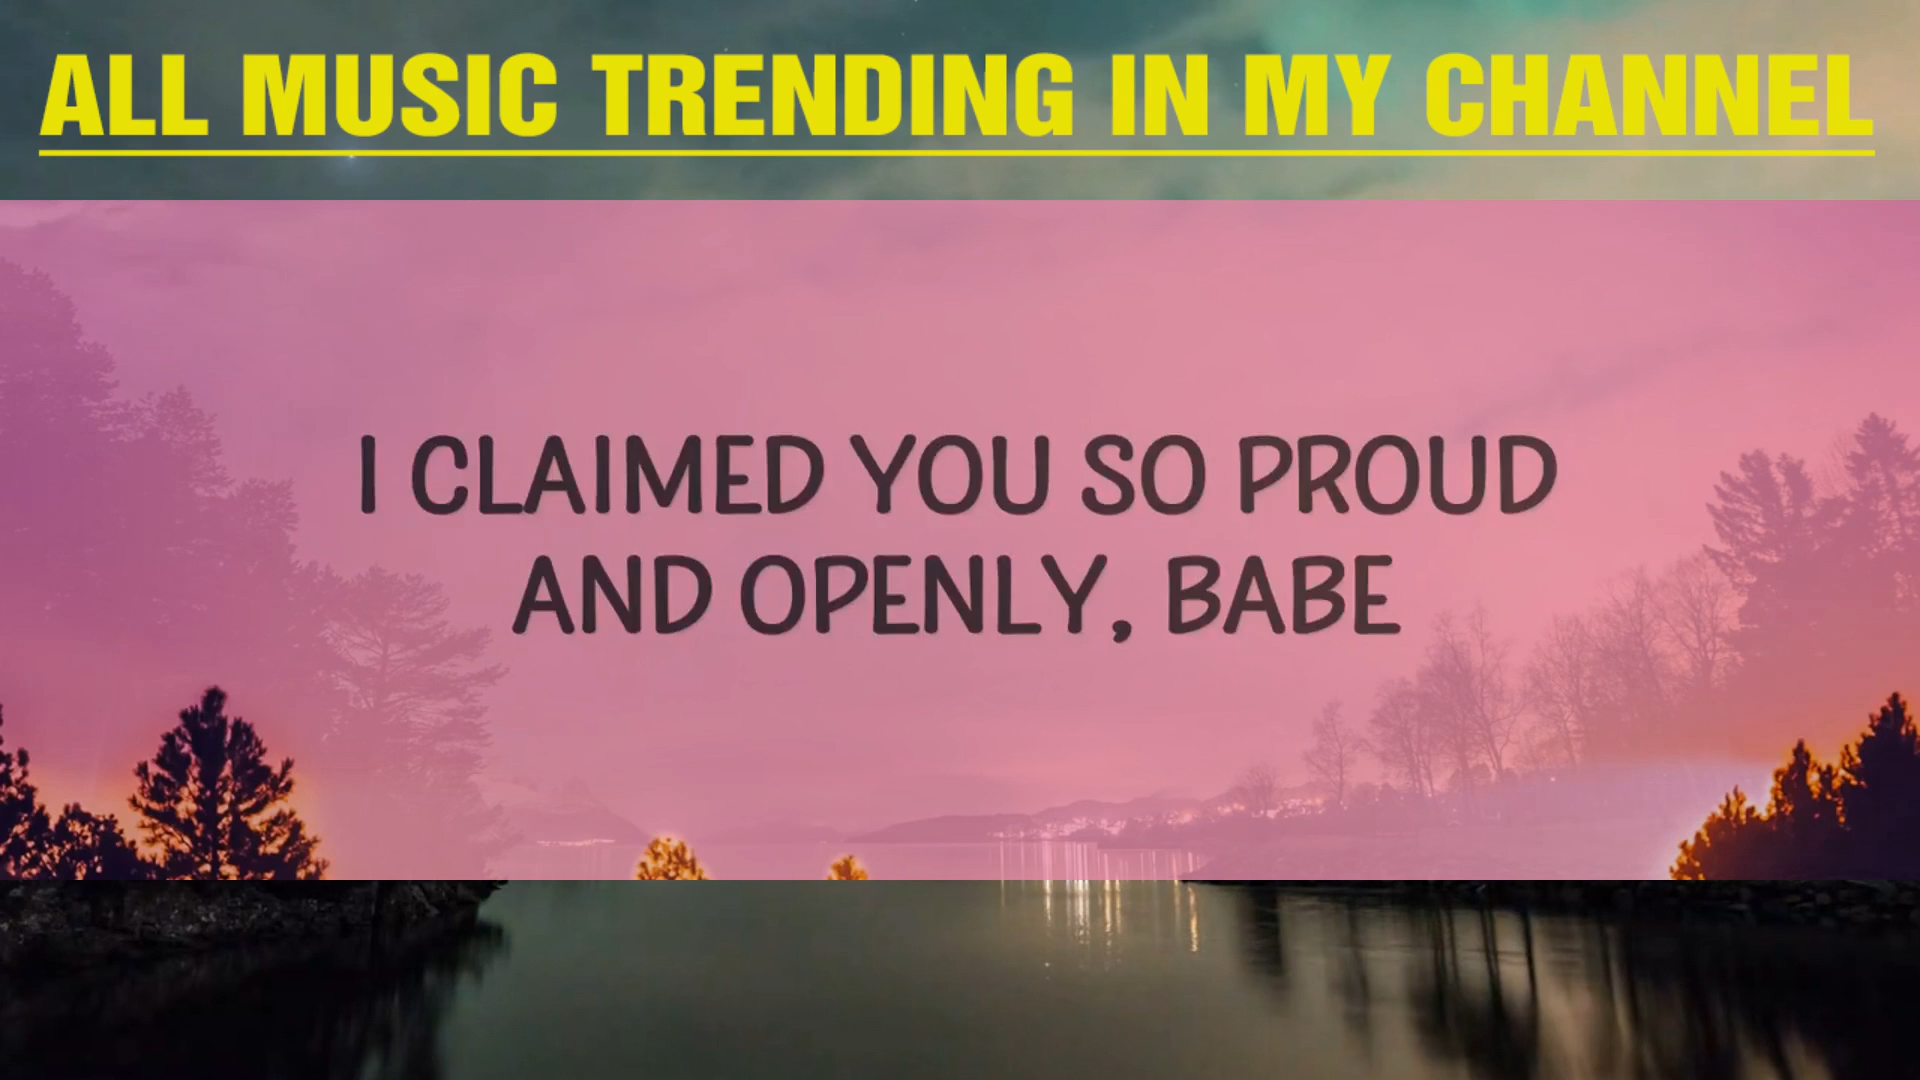 ALL MUSIC TRENDING IN MY CHANNEL
I CLAIMED YOU SO PROUD
AND OPENLY, BABE